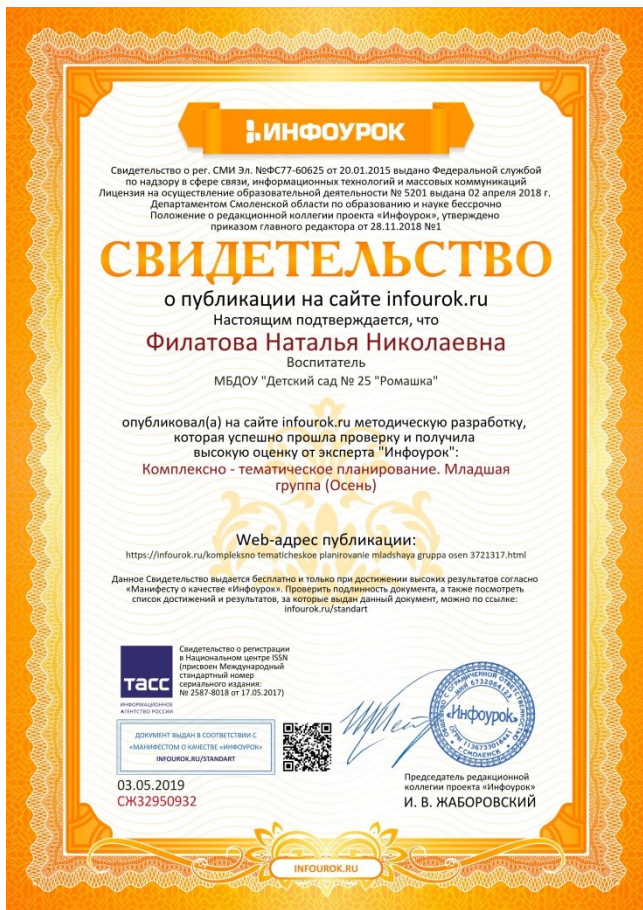 ИНФОУРОК
Свидетельство о рег. СМИ Эл. №ФС77-60625 от 20.01.2015 выдано Федеральной службой
по надзору в сфере связи, информационных технологий и массовых коммуникаций
Лицензия на осуществление образовательной деятельности № 5201 выдана 02 апреля 2018 г.
Департаментом Смоленской области по образованию и науке бессрочно
Положение о редакционной коллегии проекта «Инфоурок», утверждено
приказом главного редактора от 28.11.2018 №1
СВИДЕТЕЛЬСТВО
о публикации на сайте infourok.ru
Настоящим подтверждается, что
Филатова Наталья Николаевна
Воспитатель
МБДОУ "Детский сад № 25 "Ромашка"
опубликовал(а) на сайте infourok.ru методическую разработку,
которая успешно прошла проверку и получила
высокую оценку от эксперта "Инфоурок":
Комплексно - тематическое планирование. Младшая
группа (Осень)
Web-адрес публикации:
https://infourok.ru/kompleksno tematicheskoe planirovanie mladshaya gruppa osen 3721317.html
Данное Свидетельство выдается бесплатно и только при достижении высоких результатов согласно
«Манифесту о качестве «Инфоурок». Проверить подлинность документа, а также посмотреть
список достижений и результатов, за которые выдан данный документ, можно по ссылке:
infourok.ru/standart
Свидетельство о регистрации
в Национальном центре ISSN
(присвоен Международный
стандартный номер
сериального издания:
№ 2587-8018 от 17.05.2017)
ТАСС
ИНФОРМАЦИОННОЕ
АГЕНТСТВО РОССИИ
ДОКУМЕНТ ВЫДАН В СООТВЕТСТВИИ С
«МАНИФЕСТОМ О КАЧЕСТВЕ «ИНФОУРОК»
INFOUROK.RU/STANDART
03.05.2019
СЖ32950932
ОБЩЕСТВО С ОГРАНИЧЕННОЙ ОТВЕТСТВЕННОСТЬЮ
«Инфоурок»
Г.СМОЛЕНСК
Председатель редакционной
коллегии проекта «Инфоурок»
И. В. ЖАБОРОВСКИЙ
INFOUROK.RU